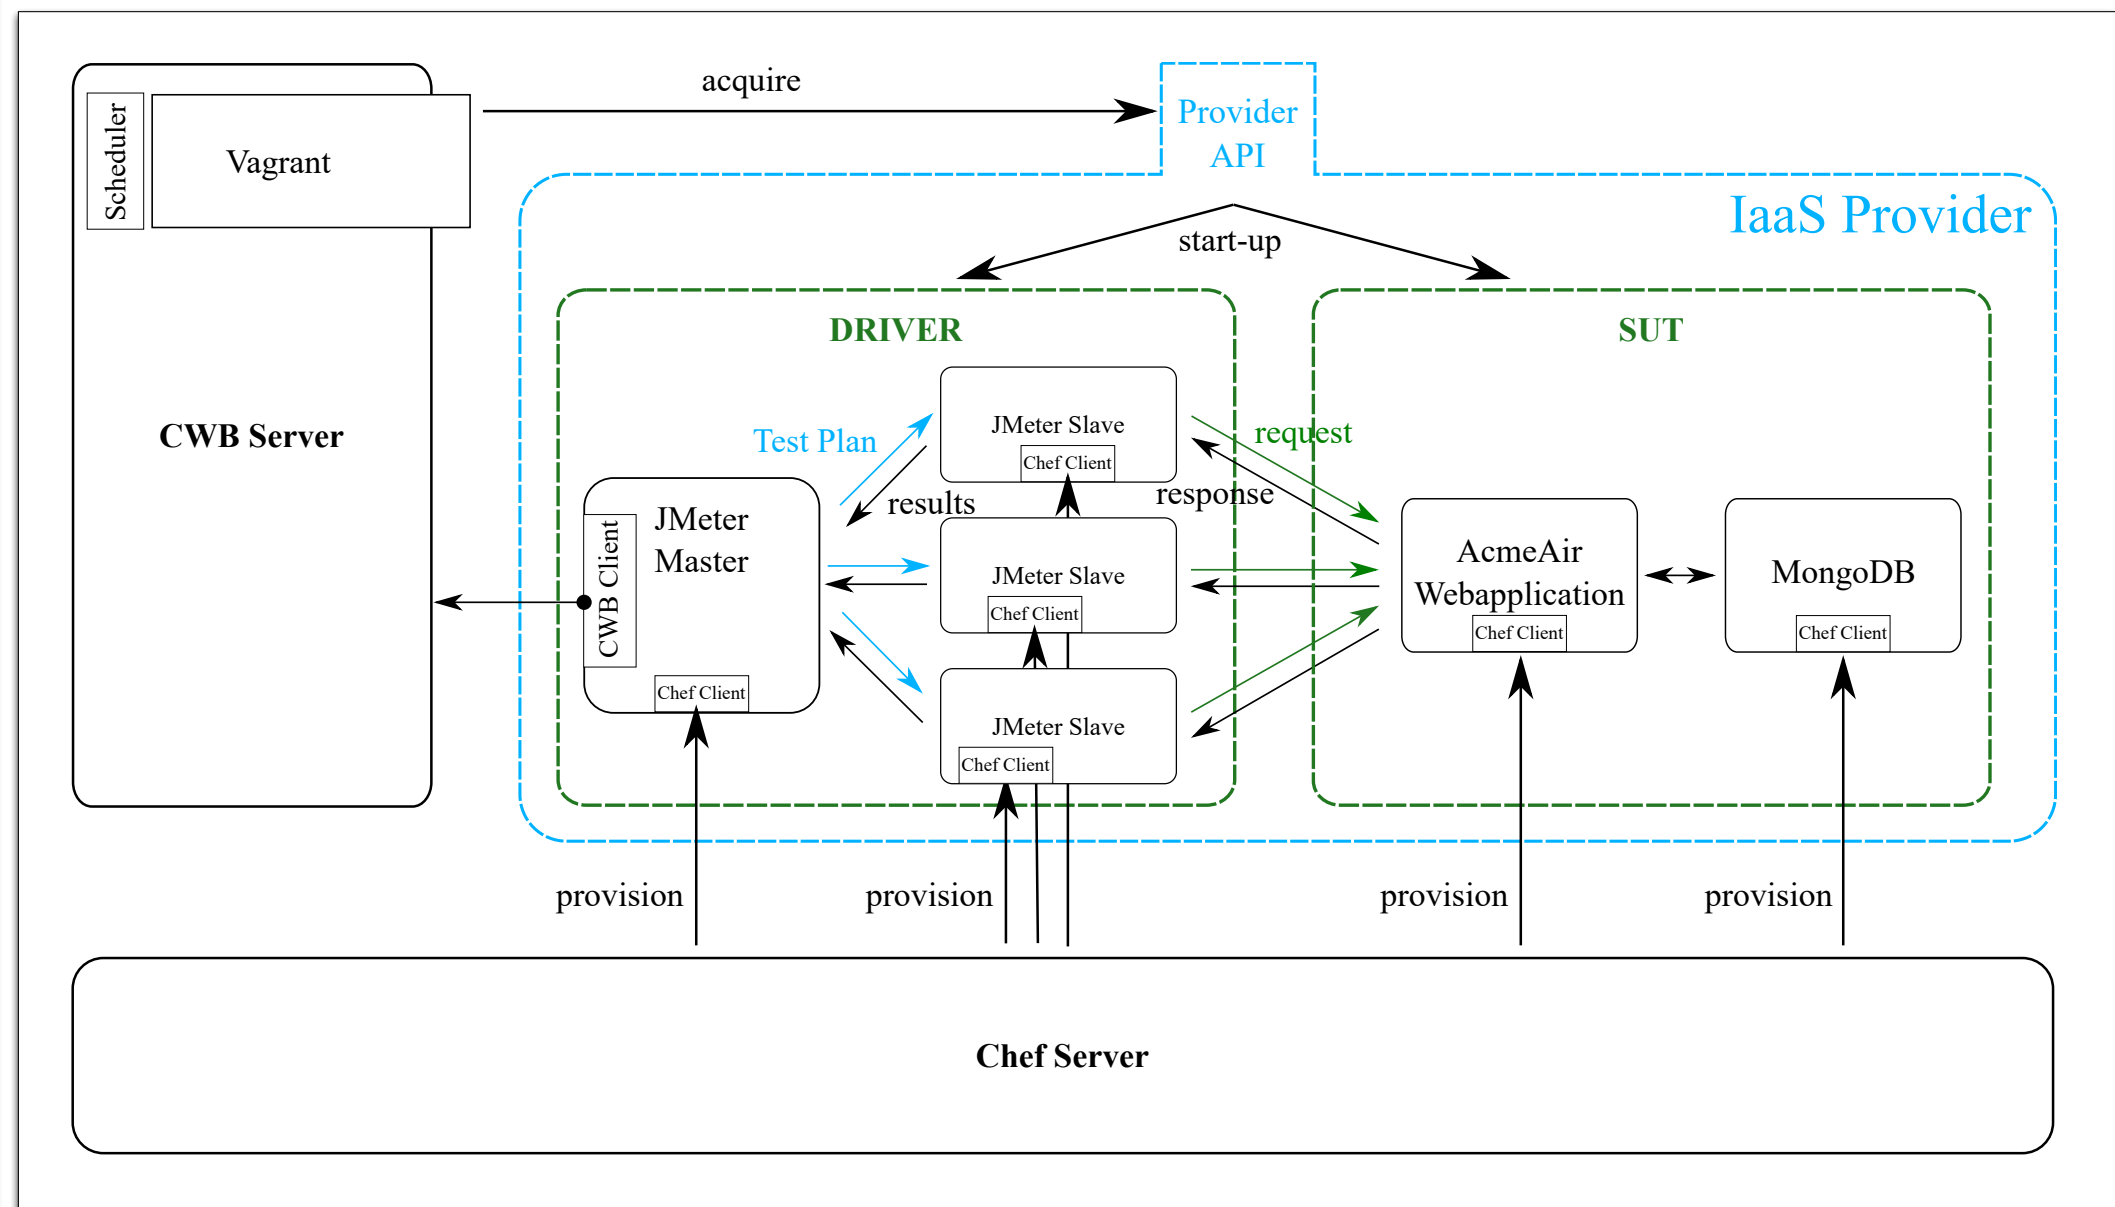 acquire
Provider
API
Scheduler
Vagrant
IaaS Provider
start-up
DRIVER
SUT
CWB Server
Test Plan
JMeter Slave
Chef Client
request
results
response
JMeter
Master
CWB Client
Chef Client
JMeter Slave
Chef Client
JMeter Slave
Chef Client
AcmeAir
Webapplication
Chef Client
MongoDB
Chef Client
provision
provision
provision
provision
Chef Server